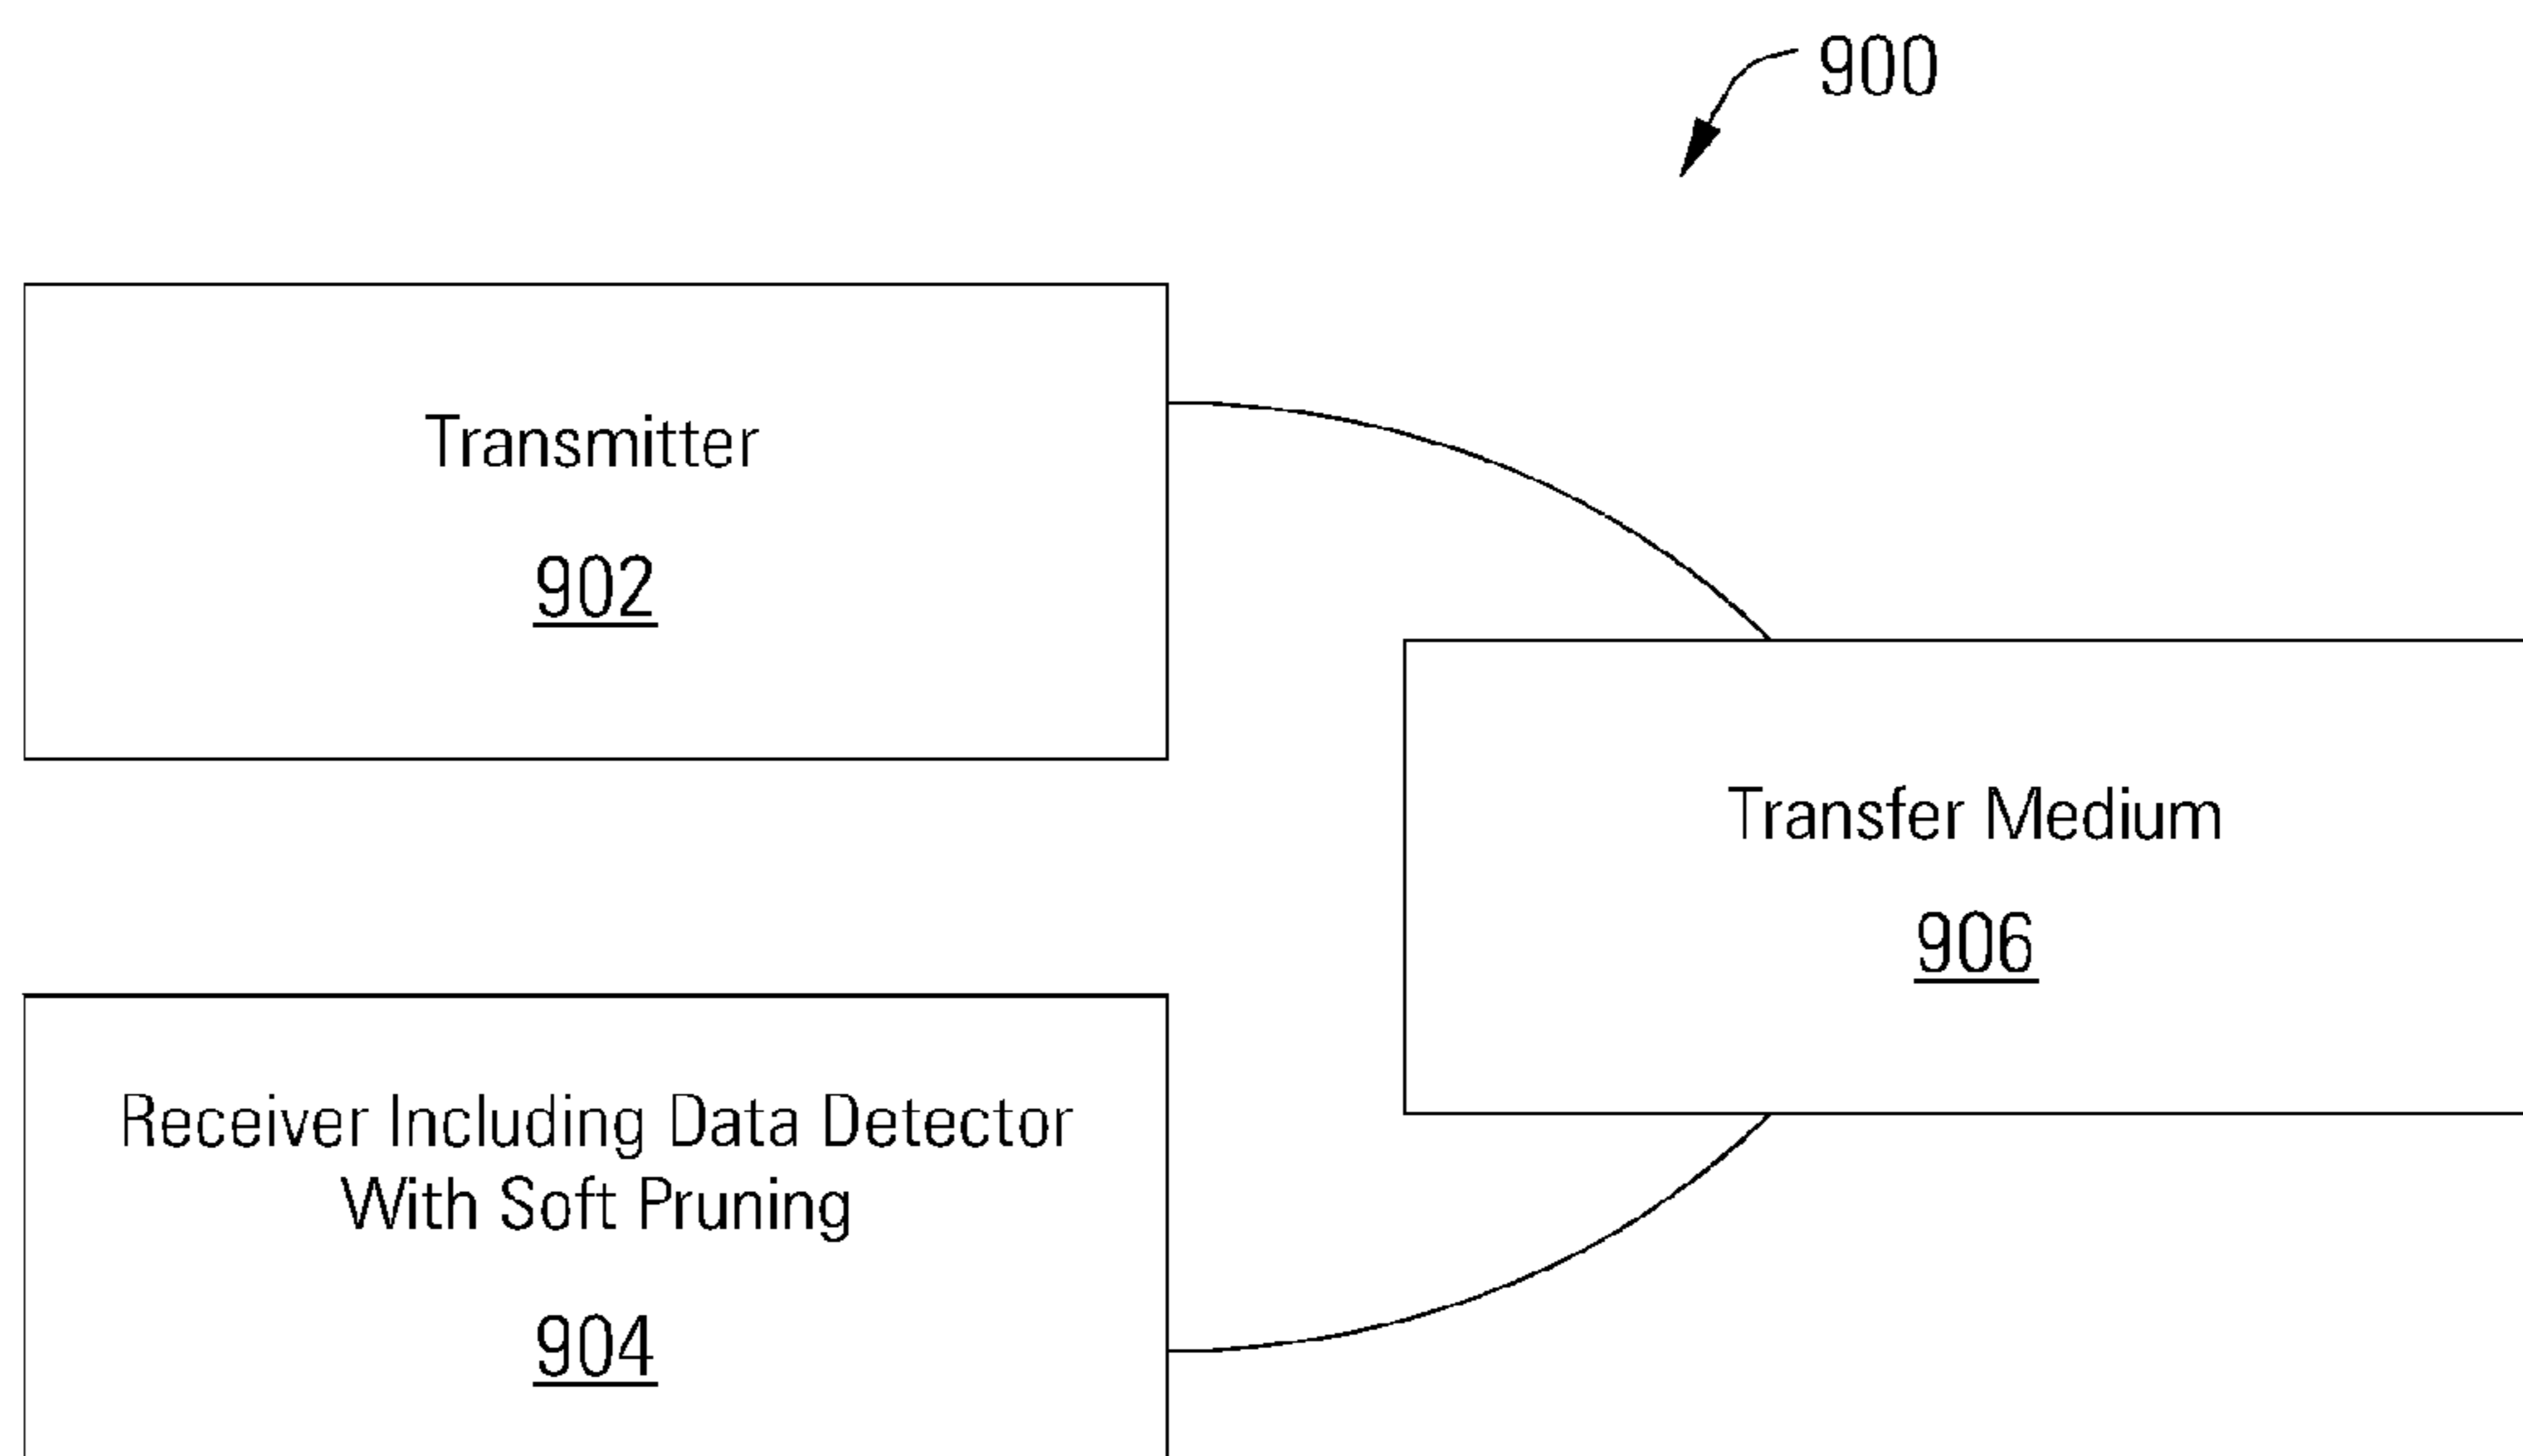 900
Transmitter
902
Transfer Medium
906
Receiver Including Data Detector
With Soft Pruning
904